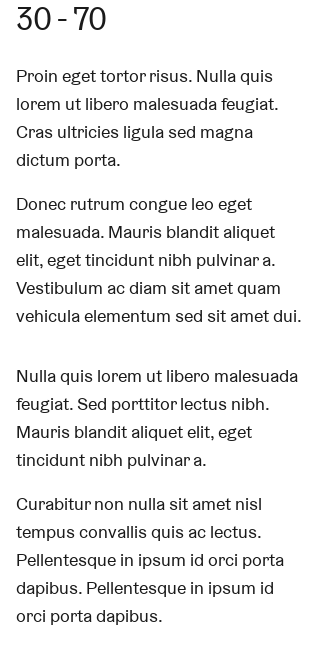 30 - 70
Proin eget tortor risus. Nulla quis
lorem ut libero malesuada feugiat.
Cras ultricies ligula sed magna
dictum porta.
Donec rutrum congue leo eget
malesuada. Mauris blandit aliquet
elit, eget tincidunt nibh pulvinar a.
Vestibulum ac diam sit amet quam
vehicula elementum sed sit amet dui.
Nulla quis lorem ut libero malesuada
feugiat. Sed porttitor lectus nibh.
Mauris blandit aliquet elit, eget
tincidunt nibh pulvinar a.
Curabitur non nulla sit amet nisl
tempus convallis quis ac lectus.
Pellentesque in ipsum id orci porta
dapibus. Pellentesque in ipsum id
orci porta dapibus.